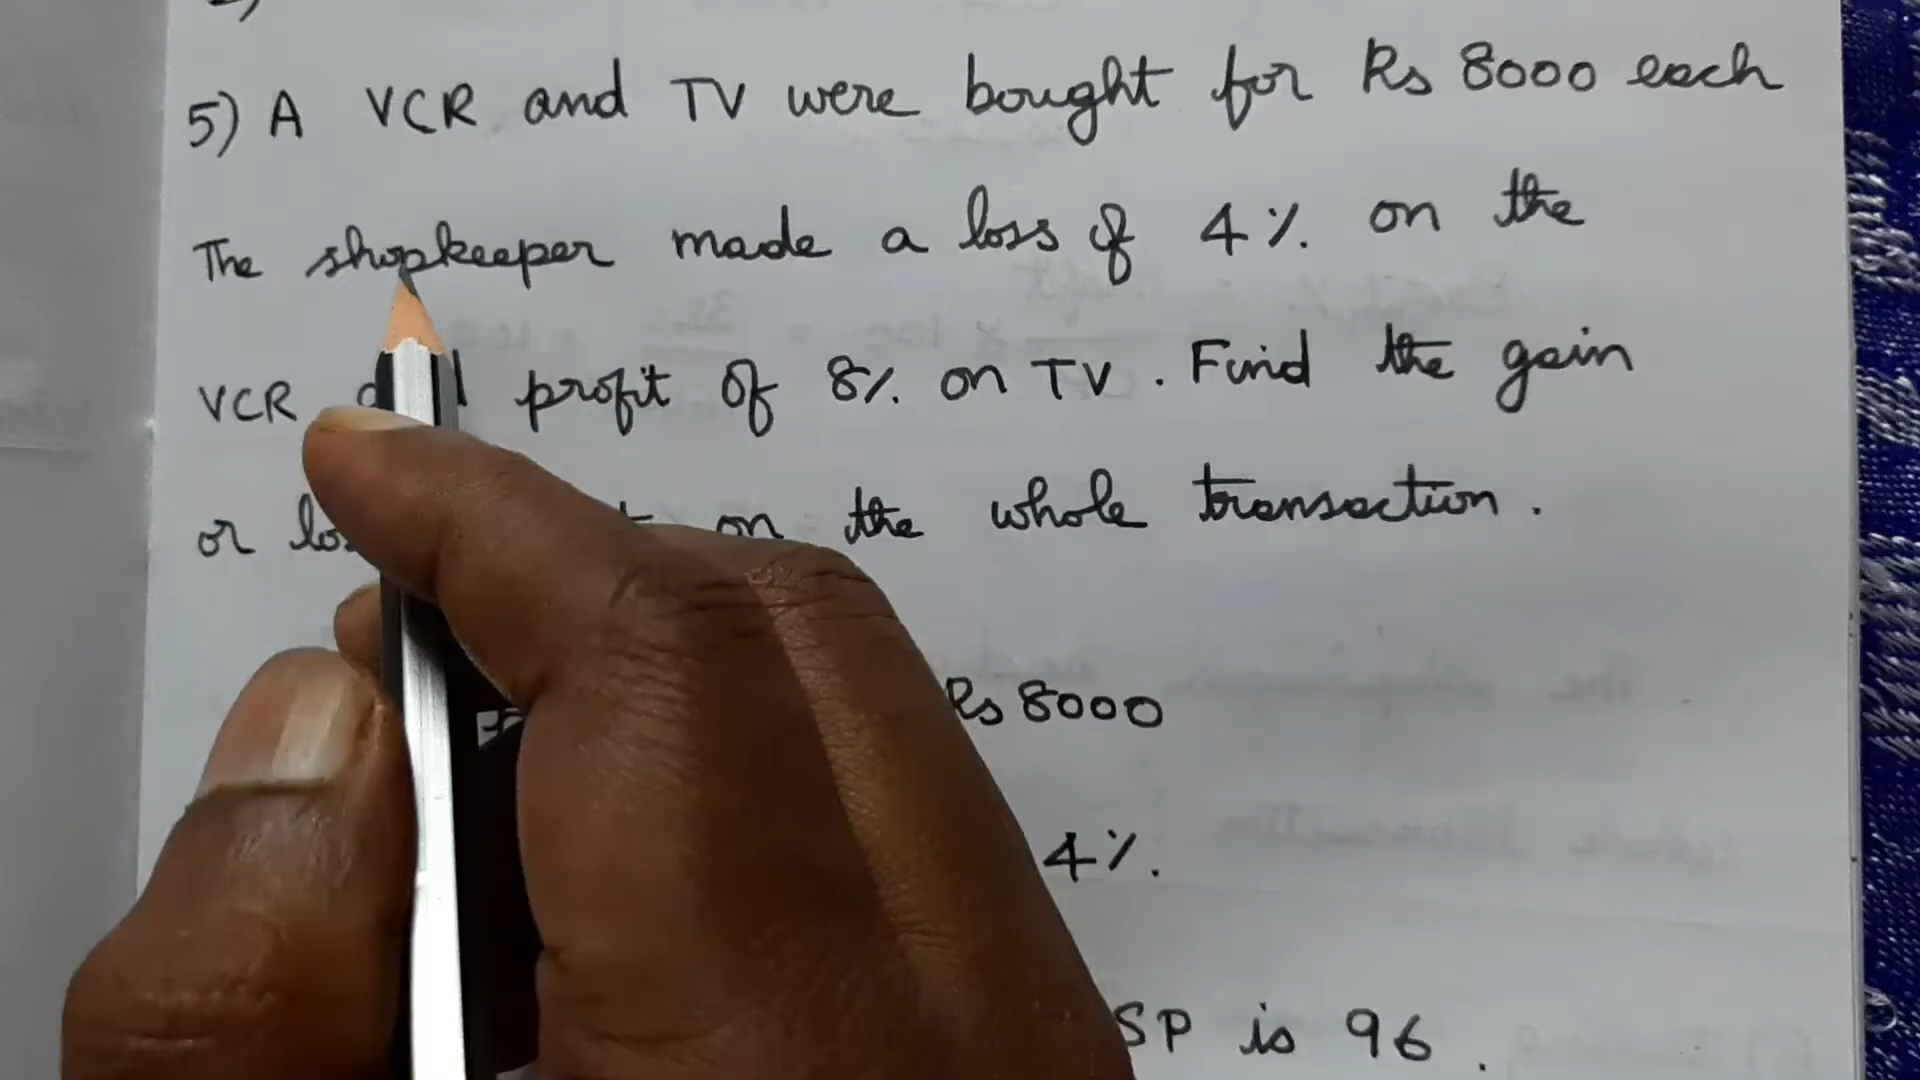 5) A VCR and TV were bought for Rs 8000 each
The shopkeeper made a loss of 4%. on the
VCR profit of 8%. on TV. Find the gain
or on the whole transaction.
Rs 8000
4%.
SP is 96.